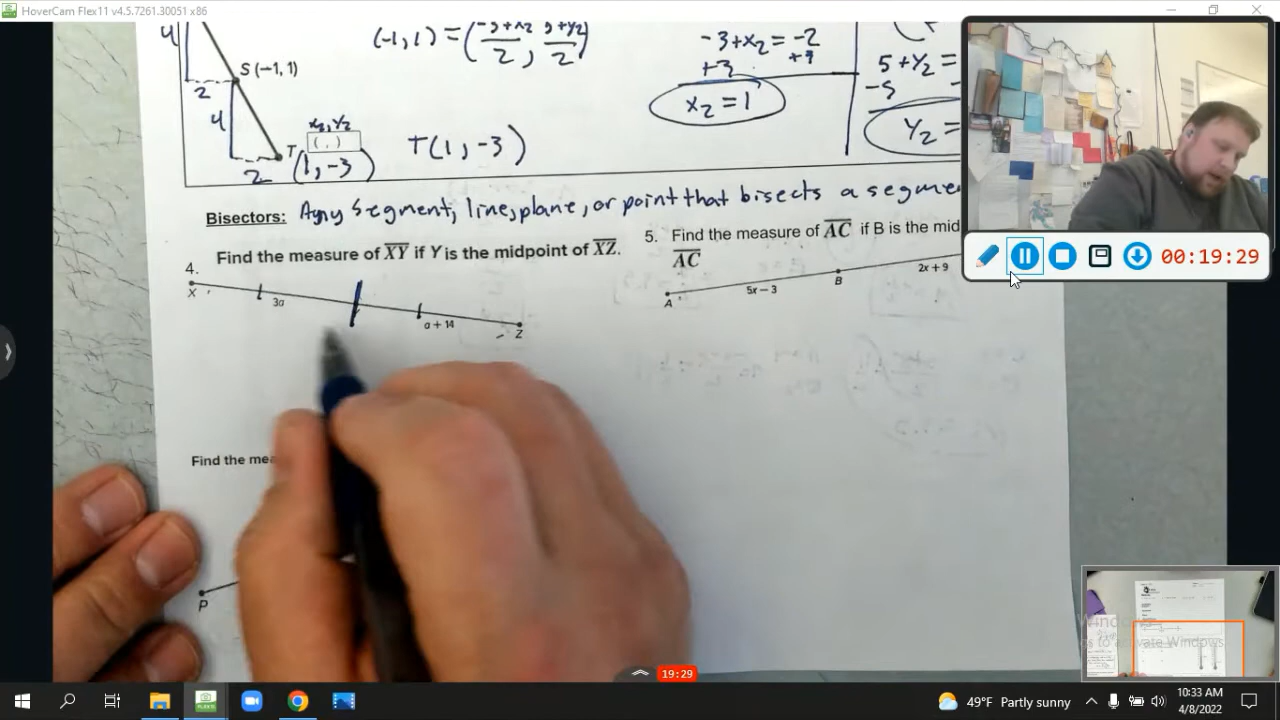 HoverCam Flex11 v4.5.7261.30051 x86
4
(-1, 1) = (-3+x2/2, 5+y2/2)
-3+x2 = -2
+3 +3
x2 = 1
5+y2 =
-5
y2 =
S (−1, 1)
2
4
x2, y2
( , )
T
(1, -3)
2
T(1, -3)
Bisectors: Any segment, line, plane, or point that bisects a segme
4. Find the measure of XY if Y is the midpoint of XZ.
X
3a
a + 14
Z
5. Find the measure of AC if B is the mid
AC
A
5x − 3
B
2x + 9
Find the mea
P
00:19:29
19:29
49°F Partly sunny
10:33 AM
4/8/2022